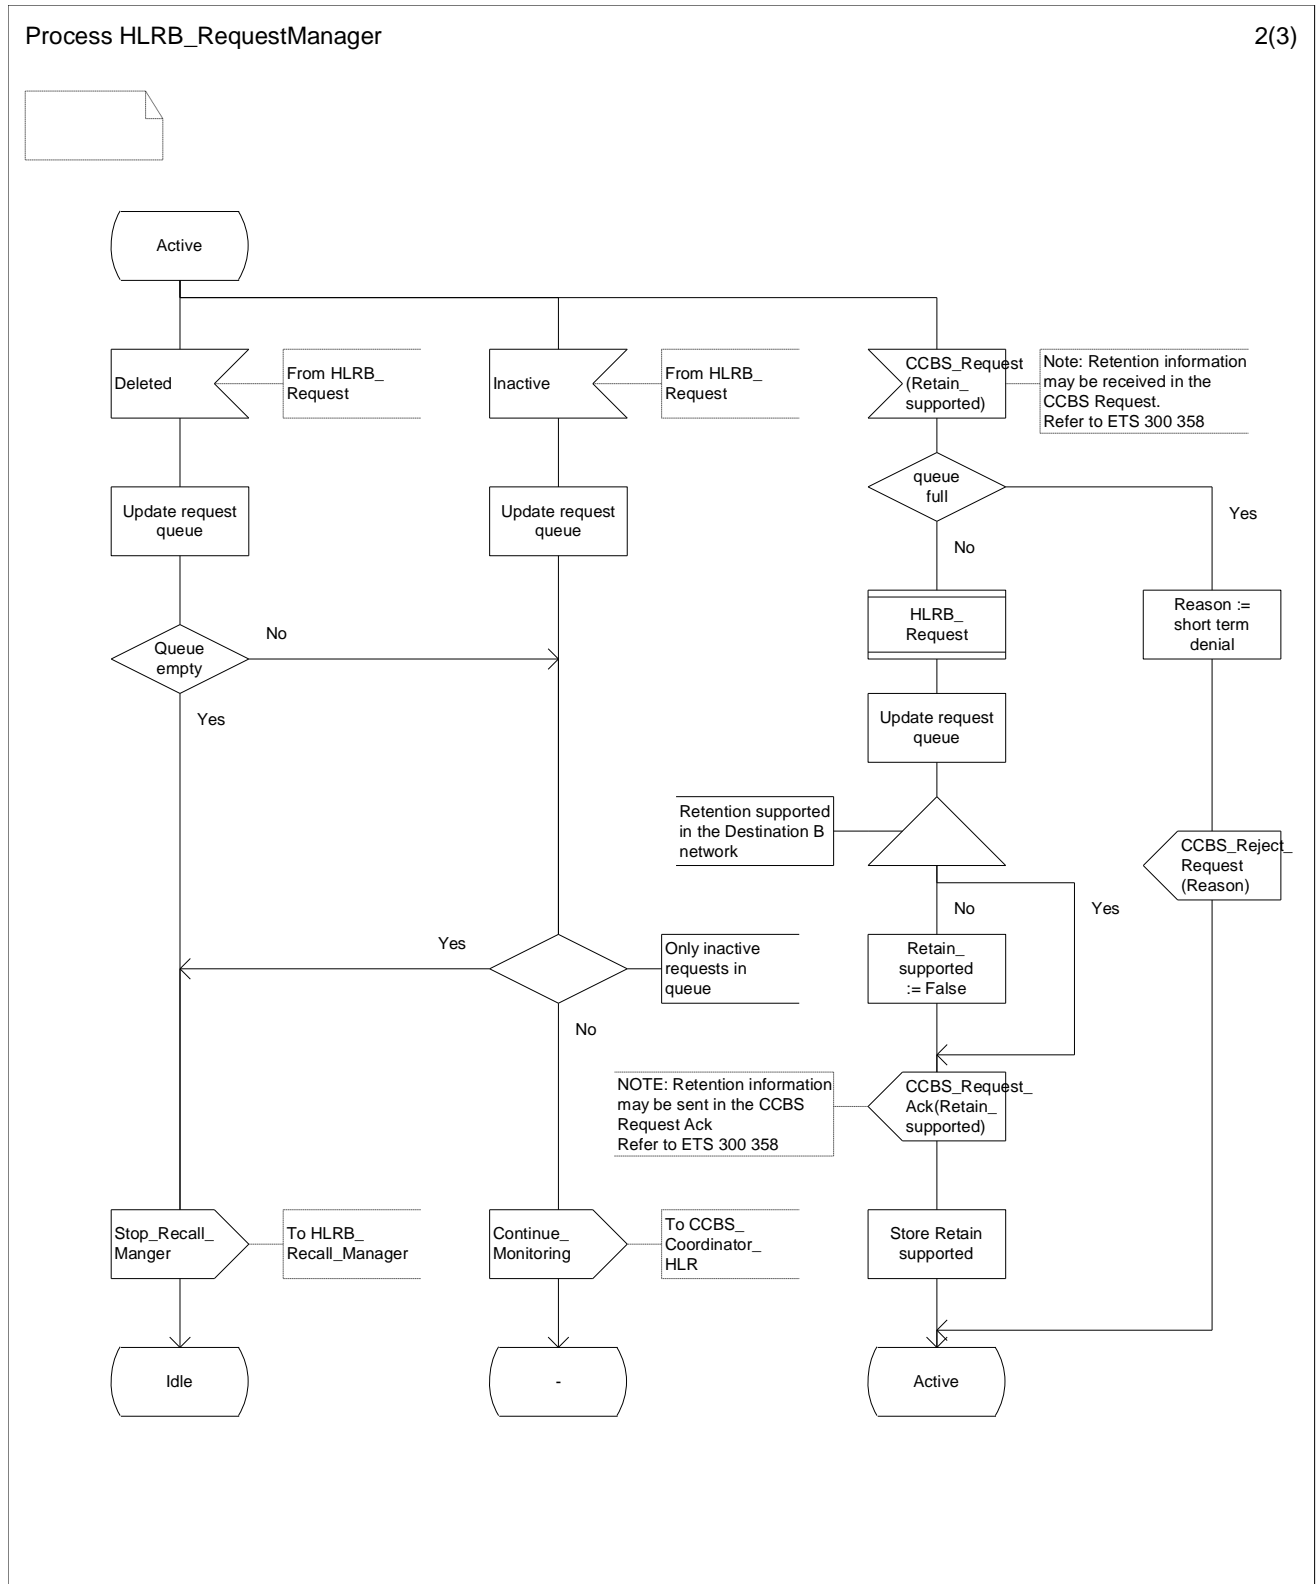 Process HLRB_RequestManager
2(3)
Active
Deleted
From HLRB_
Request
Inactive
From HLRB_
Request
CCBS_Request
(Retain_
supported)
Note: Retention information
may be received in the
CCBS Request.
Refer to ETS 300 358
Update request
queue
Update request
queue
queue
full
Yes
No
Queue
empty
No
Yes
HLRB_
Request
Reason :=
short term
denial
Update request
queue
Retention supported
in the Destination B
network
CCBS_Reject_
Request
(Reason)
No
Yes
Yes
Only inactive
requests in
queue
No
Retain_
supported
:= False
NOTE: Retention information
may be sent in the CCBS
Request Ack
Refer to ETS 300 358
CCBS_Request_
Ack(Retain_
supported)
Stop_Recall_
Manger
To HLRB_
Recall_Manager
Continue_
Monitoring
To CCBS_
Coordinator_
HLR
Store Retain
supported
Idle
-
Active